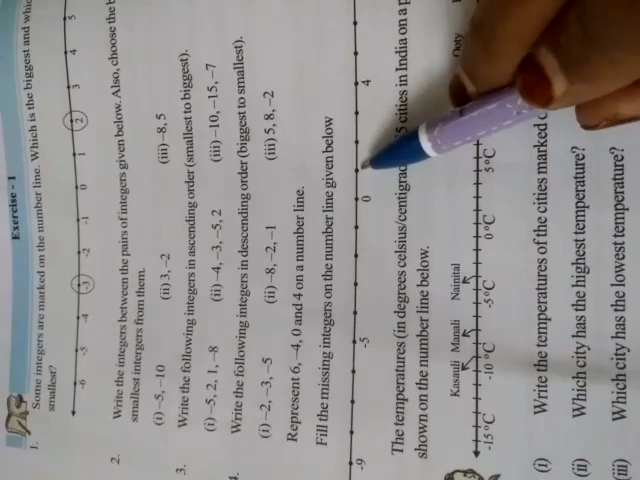 Exercise - 1
1. Some integers are marked on the number line. Which is the biggest and
smallest?
-6 -5 -4 -3 -2 -1 0 1 2 3 4 5
2. Write the integers between the pairs of integers given below. Also, choose the
smallest intergers from them.
(i) -5, -10 (ii) 3, -2 (iii) -8, 5
3. Write the following integers in ascending order (smallest to biggest).
(i) -5, 2, 1, -8 (ii) -4, -3, -5, 2 (iii) -10, -15, -7
4. Write the following integers in descending order (biggest to smallest).
(i) -2, -3, -5 (ii) -8, -2, -1 (iii) 5, 8, -2
Represent 6, -4, 0 and 4 on a number line.
Fill the missing integers on the number line given below
-9 -5 0 4
The temperatures (in degrees celsius/centigrade 5 cities in India on a
shown on the number line below.
Kasauli Manali Nainital Ooty
-15°C -10°C -5°C 0°C 5°C
(i) Write the temperatures of the cities marked
(ii) Which city has the highest temperature?
(iii) Which city has the lowest temperature?